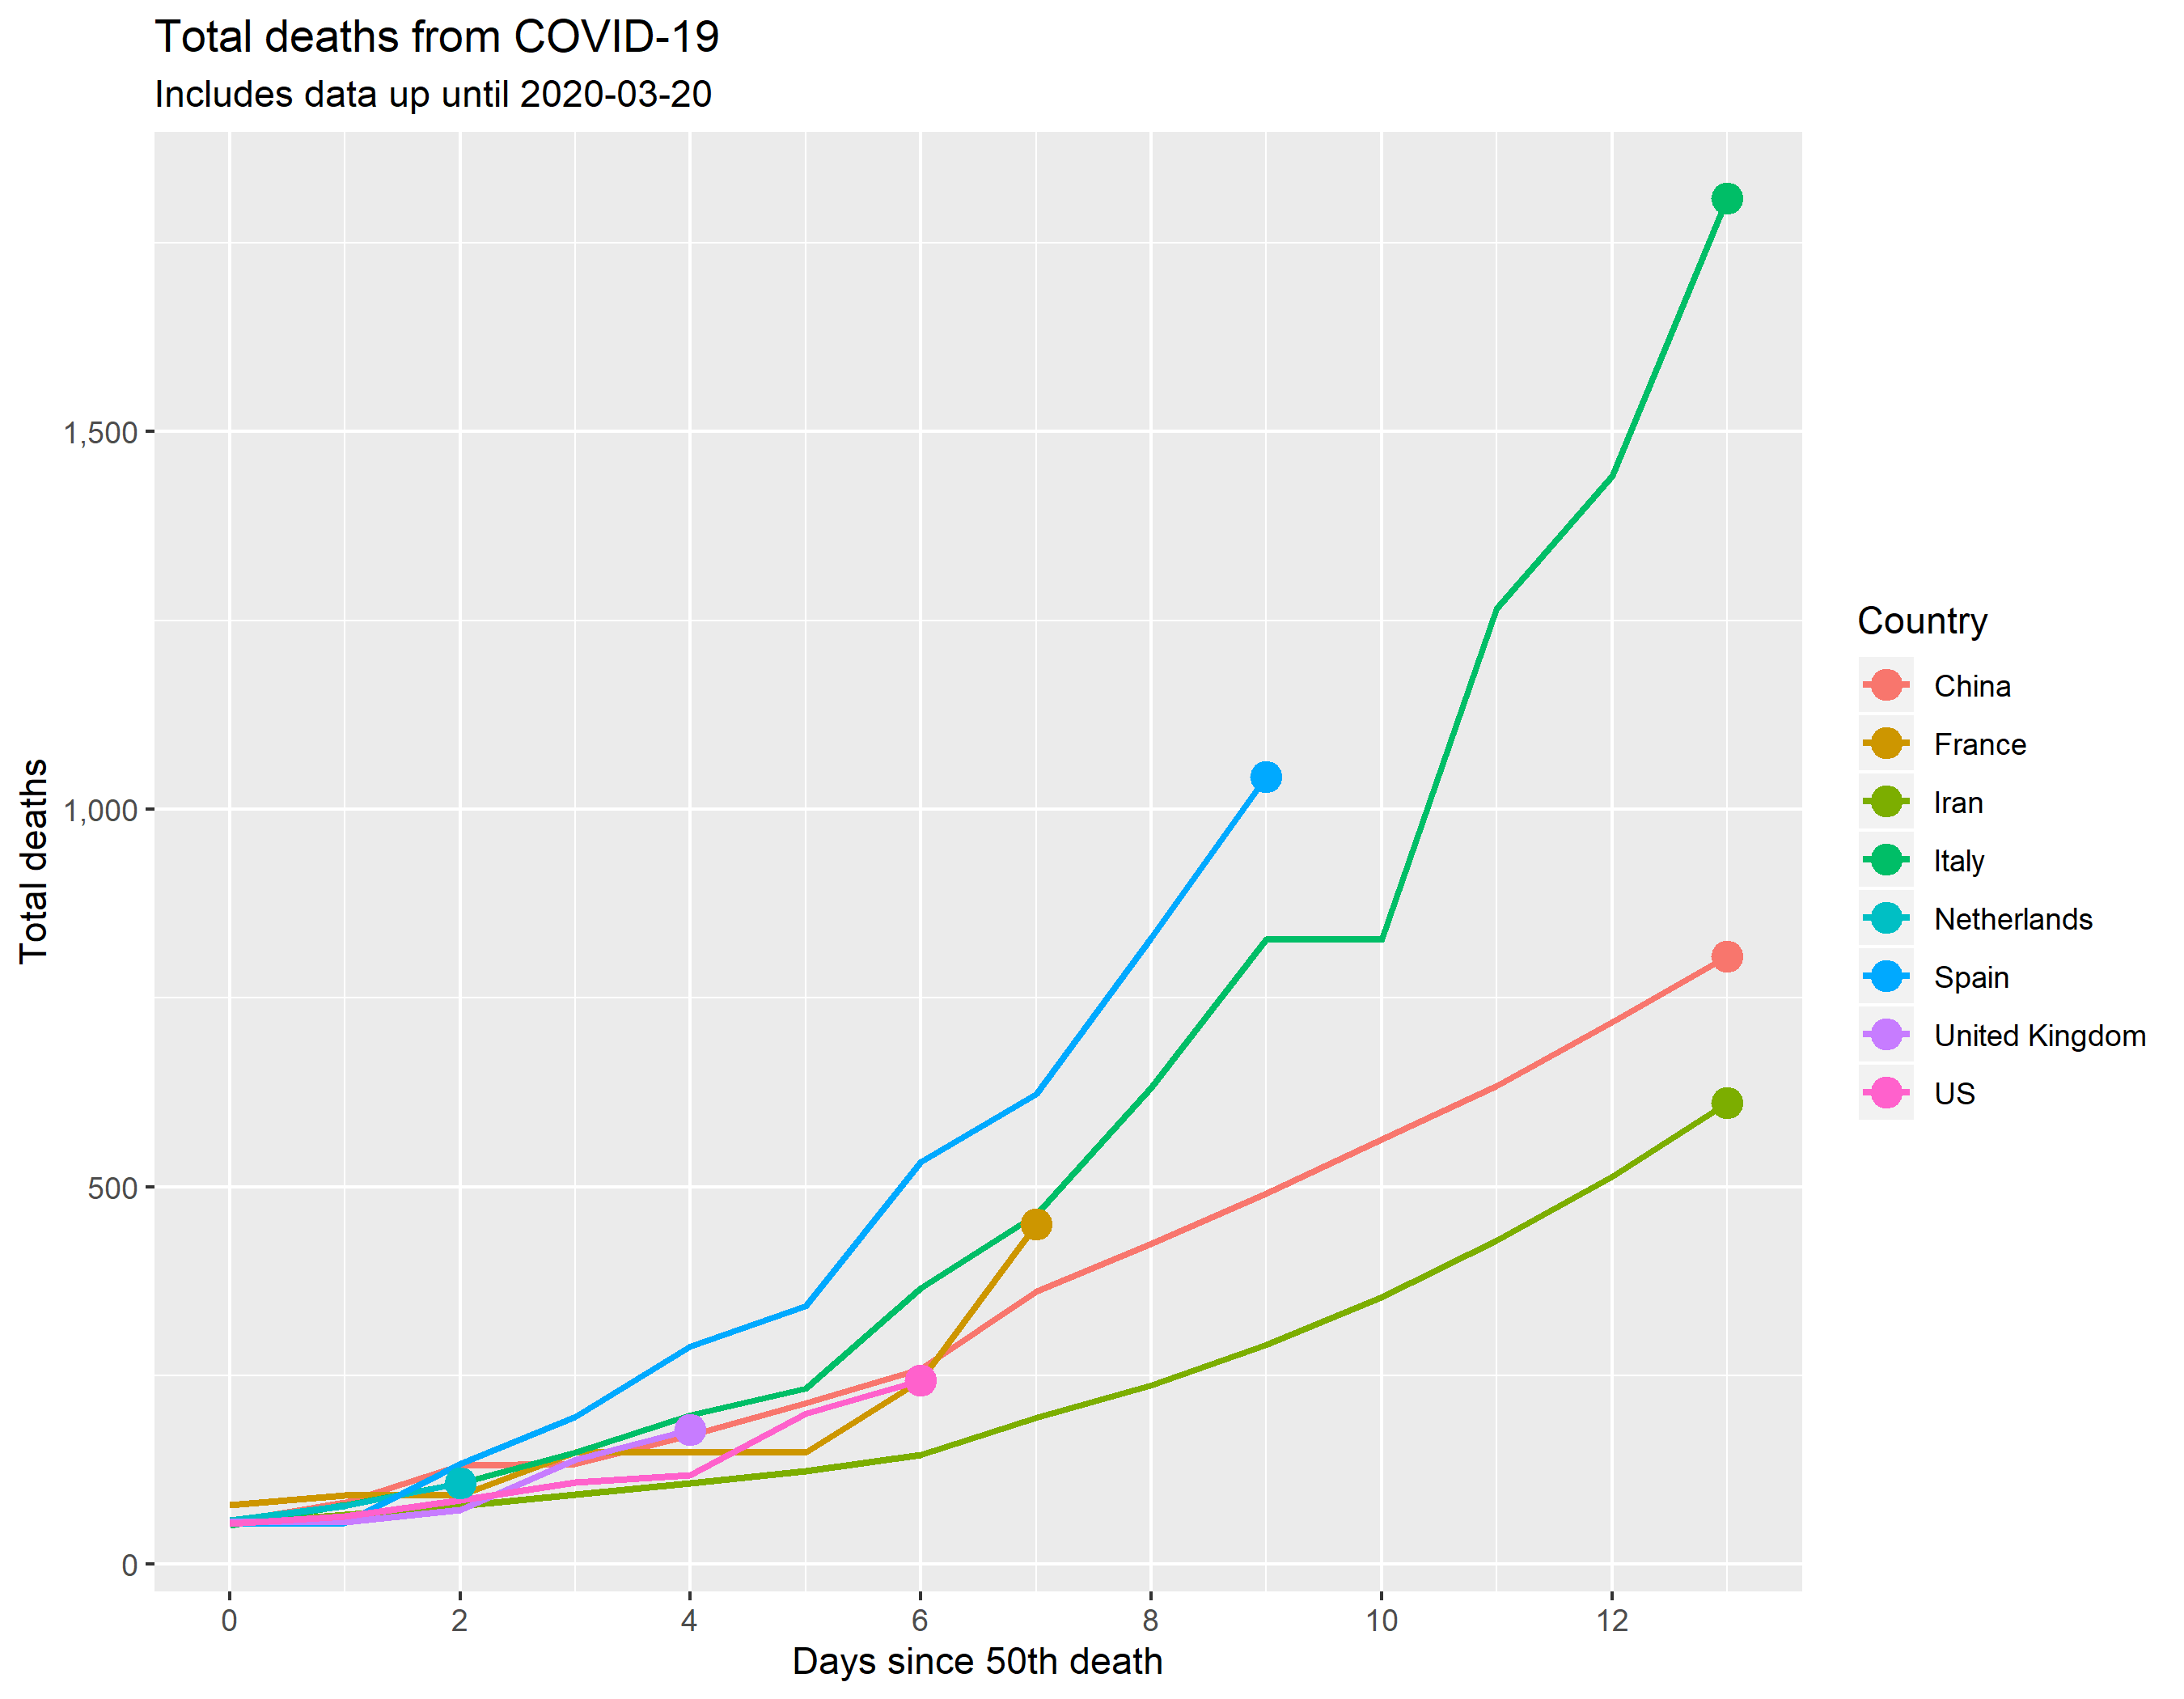 Total deaths from COVID-19
Includes data up until 2020-03-20
Total deaths
1,500
1,000
500
0
0 2 4 6 8 10 12
Days since 50th death
Country
China
France
Iran
Italy
Netherlands
Spain
United Kingdom
US